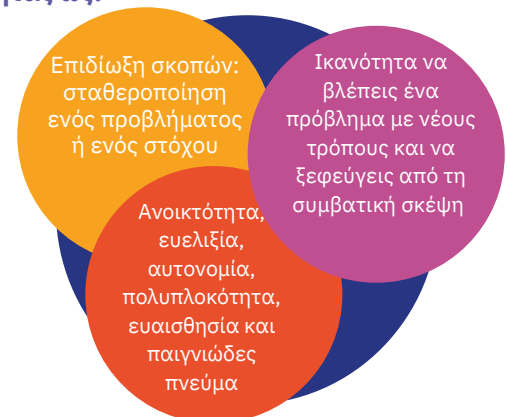 Επιδίωξη σκοπών:
σταθεροποίηση
ενός προβλήματος
ή ενός στόχου
Ικανότητα να
βλέπεις ένα
πρόβλημα με νέους
τρόπους και να
ξεφεύγεις από τη
συμβατική σκέψη
Ανοικτότητα,
ευελιξία,
αυτονομία,
πολυπλοκότητα,
ευαισθησία και
παιγνιώδες
πνεύμα